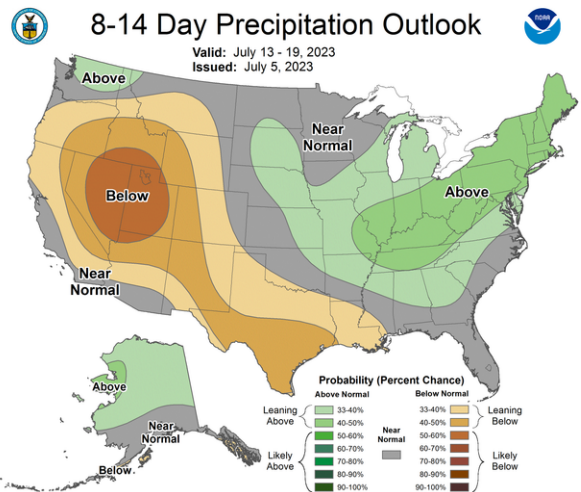 8-14 Day Precipitation Outlook
Valid: July 13 - 19, 2023
Issued: July 5, 2023
NOAA
Above
Near
Normal
Below
Above
Near
Normal
Above
Near
Normal
Below
Probability (Percent Chance)
Above Normal
Below Normal
Leaning
Above
33-40%
40-50%
Likely
Above
50-60%
60-70%
70-80%
80-90%
90-100%
Near
Normal
33-40%
40-50%
Leaning
Below
50-60%
60-70%
70-80%
80-90%
90-100%
Likely
Below